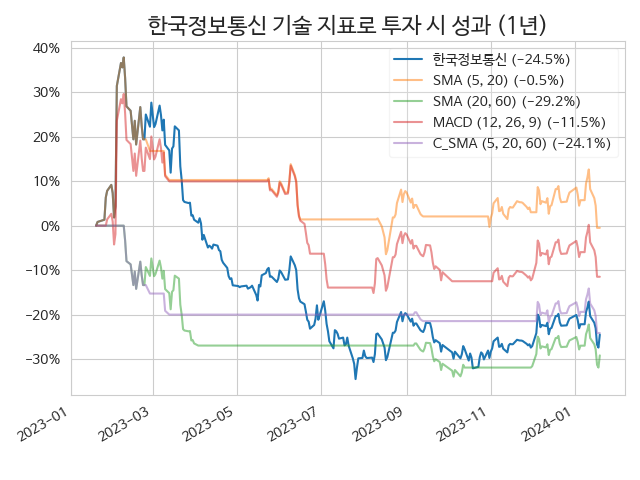 한국정보통신 기술 지표로 투자 시 성과 (1년)
40%
30%
20%
10%
0%
−10%
−20%
−30%
한국정보통신 (−24.5%)
SMA (5, 20) (−0.5%)
SMA (20, 60) (−29.2%)
MACD (12, 26, 9) (−11.5%)
C_SMA (5, 20, 60) (−24.1%)
2023−01
2023−03
2023−05
2023−07
2023−09
2023−11
2024−01